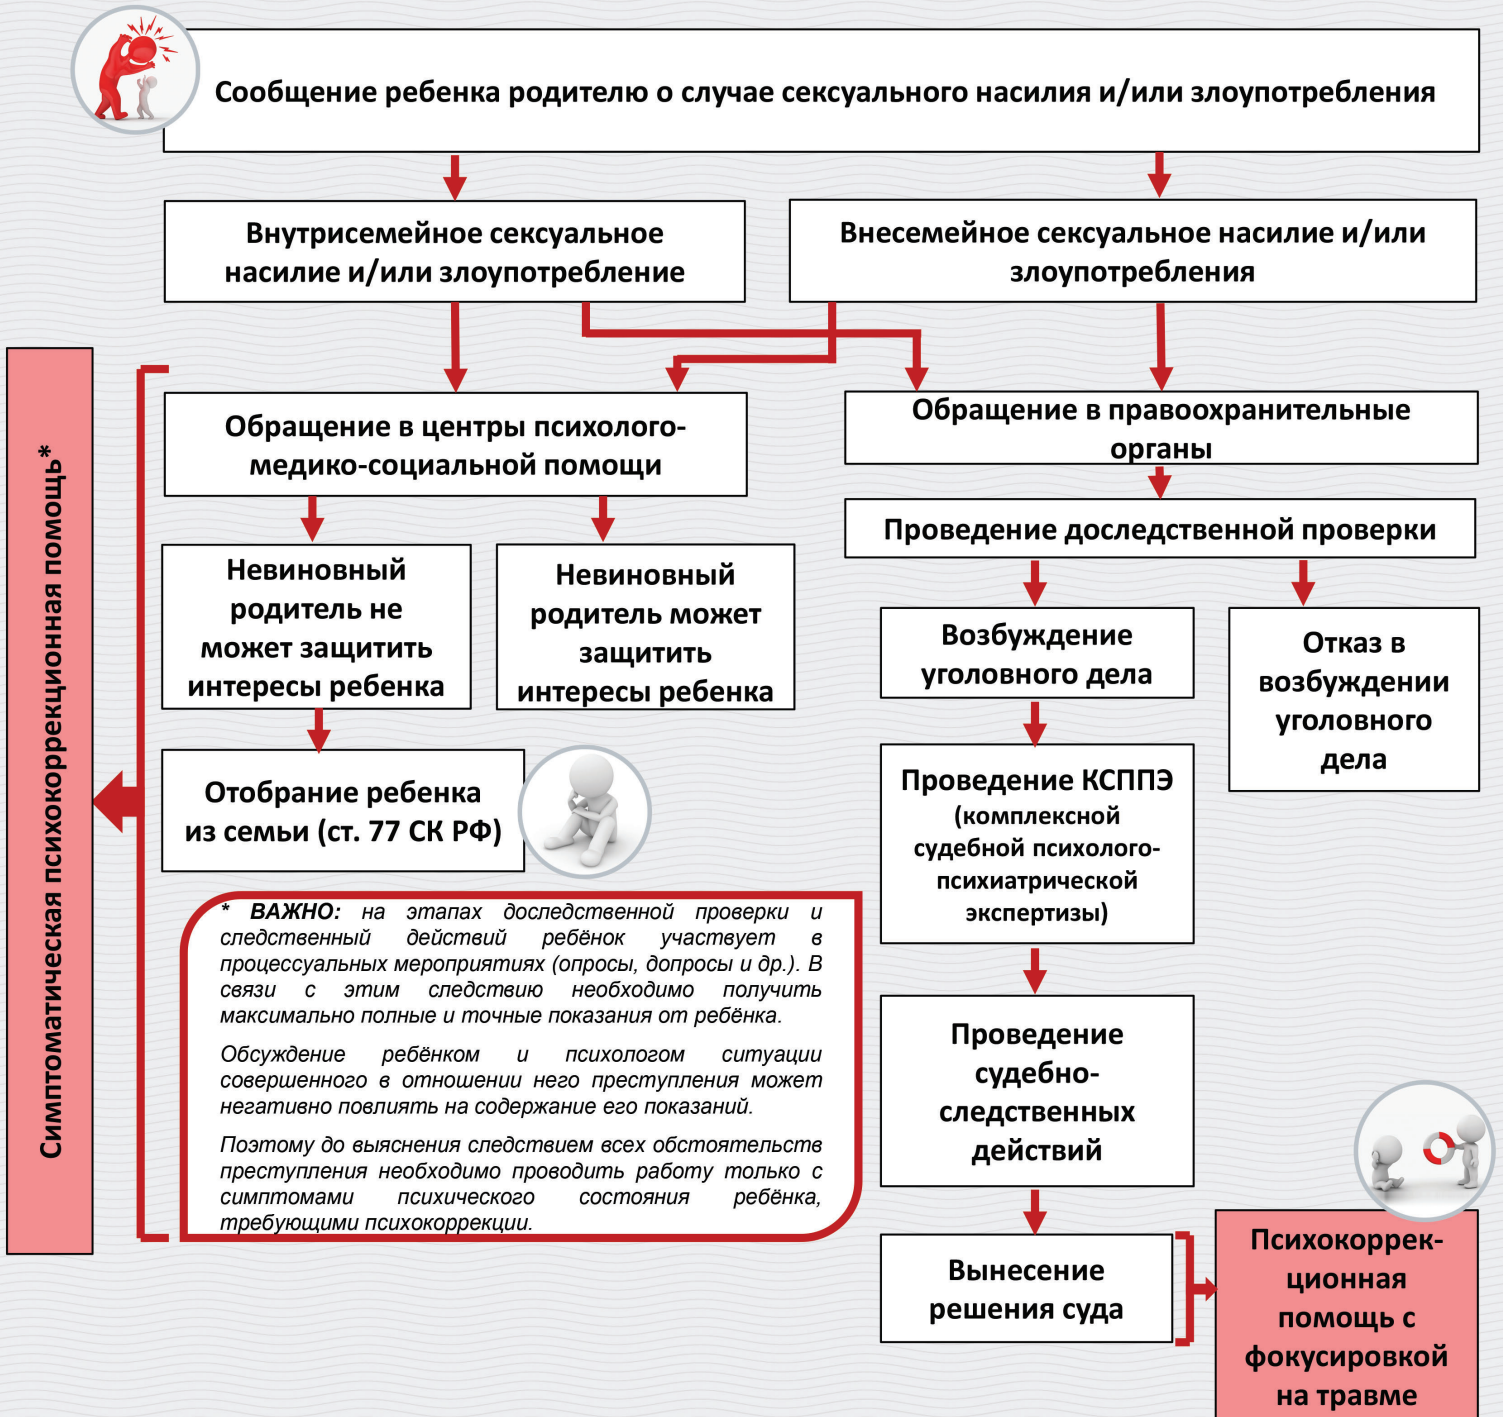 Сообщение ребенка родителю о случае сексуального насилия и/или злоупотребления
Внутрисемейное сексуальное
насилие и/или злоупотребление
Внесемейное сексуальное насилие и/или
злоупотребления
Обращение в центры психолого-
медико-социальной помощи
Обращение в правоохранительные
органы
Проведение доследственной проверки
Невиновный
родитель не
может защитить
интересы ребенка
Невиновный
родитель может
защитить
интересы ребенка
Возбуждение
уголовного дела
Отказ в
возбуждении
уголовного
дела
Отобрание ребенка
из семьи (ст. 77 СК РФ)
Проведение КСППЭ
(комплексной
судебной психолого-
психиатрической
экспертизы)
Симптоматическая психокоррекционная помощь*
* ВАЖНО: на этапах доследственной проверки и
следственный действий ребёнок участвует в
процессуальных мероприятиях (опросы, допросы и др.). В
связи с этим следствию необходимо получить
максимально полные и точные показания от ребёнка.
Обсуждение ребёнком и психологом ситуации
совершенного в отношении него преступления может
негативно повлиять на содержание его показаний.
Поэтому до выяснения следствием всех обстоятельств
преступления необходимо проводить работу только с
симптомами психического состояния ребёнка,
требующими психокоррекции.
Проведение
судебно-
следственных
действий
Вынесение
решения суда
Психокоррек-
ционная
помощь с
фокусировкой
на травме